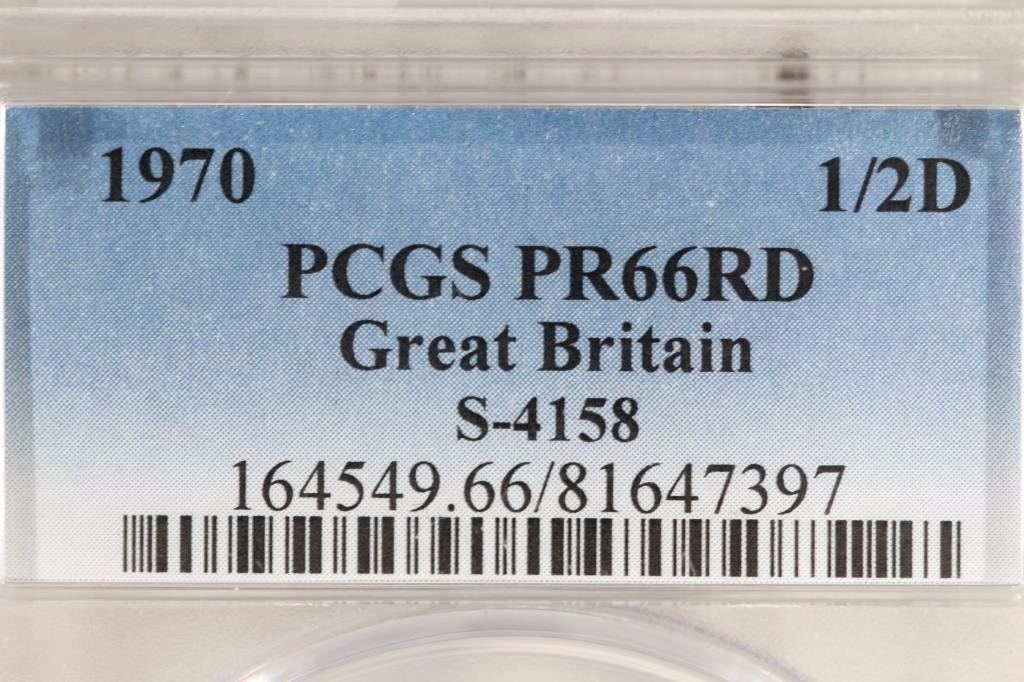 1970 1/2D
PCGS PR66RD
Great Britain
S-4158
164549.66/81647397